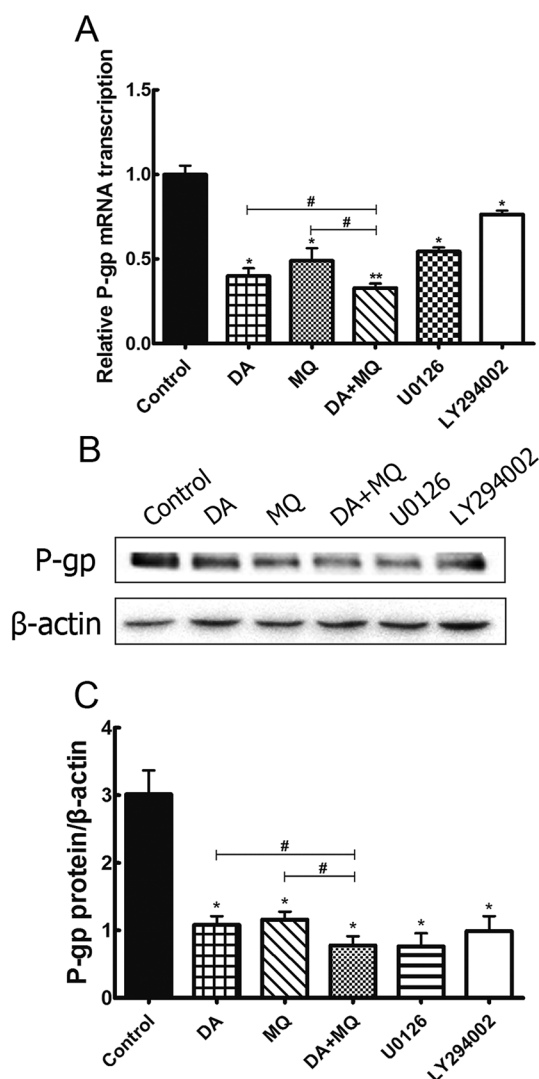 A
Relative P-gp mRNA transcription
1.5
1.0
0.5
0.0
#
#
*
*
**
*
*
Control
DA
MQ
DA+MQ
U0126
LY294002
B
Control
DA
MQ
DA+MQ
U0126
LY294002
P-gp
β-actin
C
P-gp protein/β-actin
4
3
2
1
0
#
#
*
*
*
*
*
Control
DA
MQ
DA+MQ
U0126
LY294002